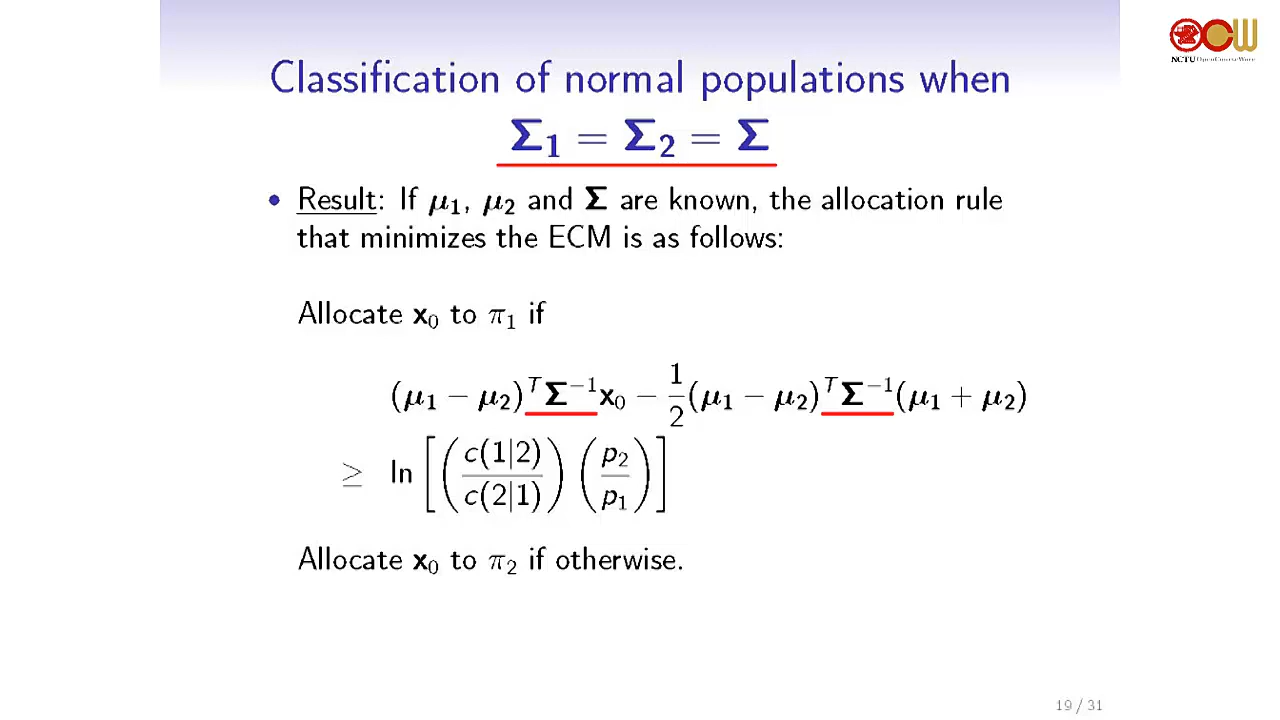 NCTU OpenCourseWare
Classification of normal populations when
Σ₁ = Σ₂ = Σ
• Result: If μ₁, μ₂ and Σ are known, the allocation rule
that minimizes the ECM is as follows:
Allocate x₀ to π₁ if
(μ₁ − μ₂)ᵀΣ⁻¹x₀ − 1/2(μ₁ − μ₂)ᵀΣ⁻¹(μ₁ + μ₂)
≥ ln[(c(1|2)/c(2|1))(p₂/p₁)]
Allocate x₀ to π₂ if otherwise.
19 / 31